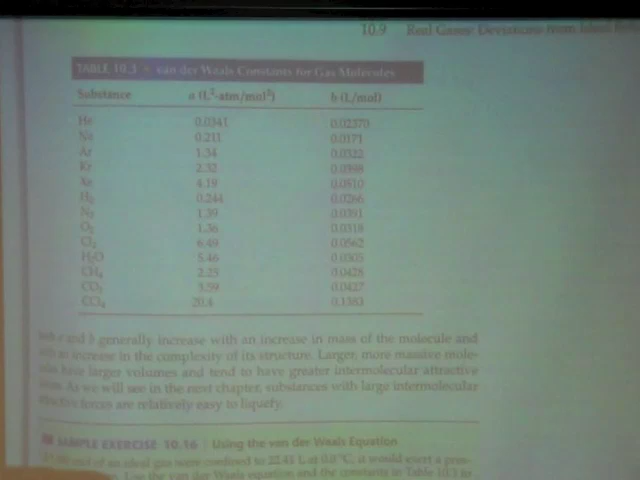 10.9 Real Gases: Deviations from Ideal
TABLE 10.3 van der Waals Constants for Gas Molecules
Substance a (L²-atm/mol²) b (L/mol)
He 0.0341 0.02370
Ne 0.211 0.0171
Ar 1.34 0.0322
Kr 2.32 0.0398
Xe 4.19 0.0510
H₂ 0.244 0.0266
N₂ 1.39 0.0391
O₂ 1.36 0.0318
Cl₂ 6.49 0.0562
H₂O 5.46 0.0305
CH₄ 2.25 0.0428
CO₂ 3.59 0.0427
CCl₄ 20.4 0.1383
and b generally increase with an increase in mass of the molecule and
an increase in the complexity of its structure. Larger, more massive mole-
have larger volumes and tend to have greater intermolecular attractive
As we will see in the next chapter, substances with large intermolecular
forces are relatively easy to liquefy.
SAMPLE EXERCISE 10.16 Using the van der Waals Equation
of an ideal gas were confined to 22.41 L at 0.0 °C, it would exert a pres-
Use the van der Waals equation and the constants in Table 10.3 to